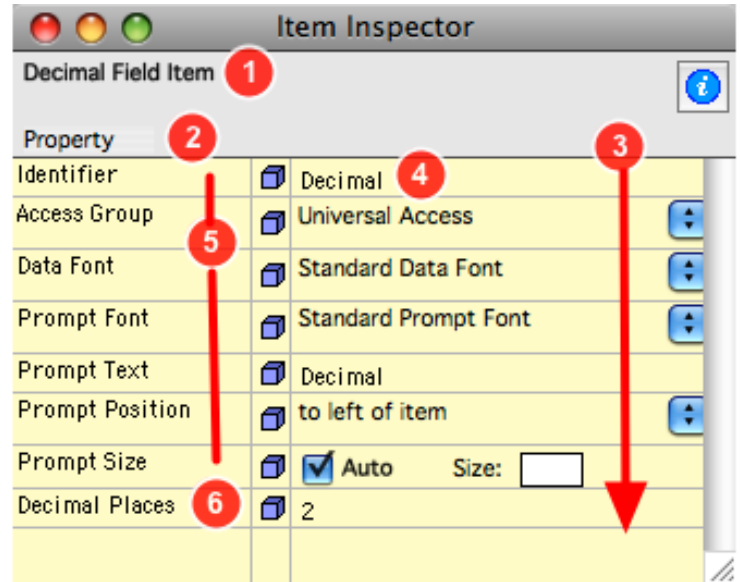 Item Inspector
Decimal Field Item 1
Property 2
3
Identifier Decimal 4
Access Group Universal Access
5
Data Font Standard Data Font
Prompt Font Standard Prompt Font
Prompt Text Decimal
Prompt Position to left of item
Prompt Size Auto Size:
Decimal Places 6 2